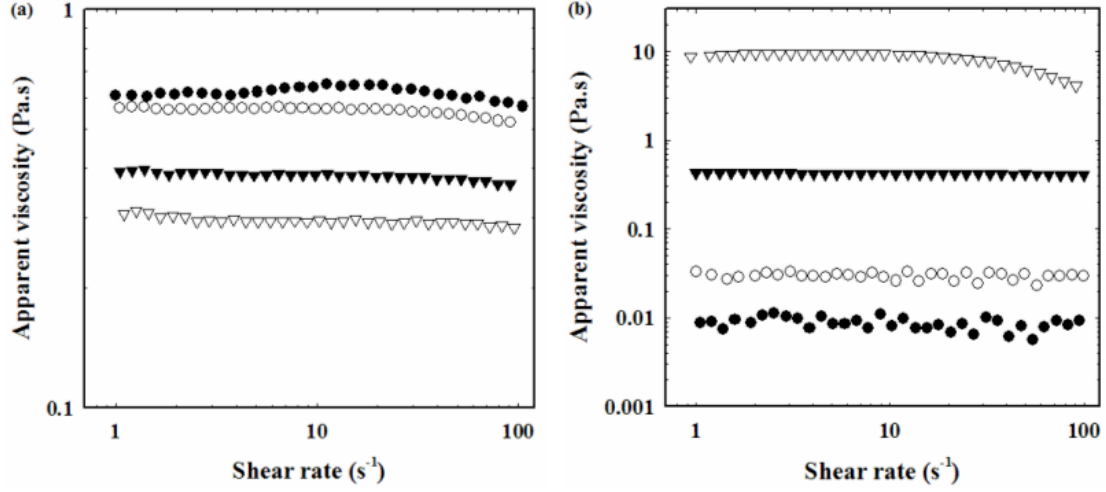 (a)
1
0.1
Apparent viscosity (Pa.s)
1 10 100
Shear rate (s⁻¹)
(b)
10
1
0.1
0.01
0.001
Apparent viscosity (Pa.s)
1 10 100
Shear rate (s⁻¹)